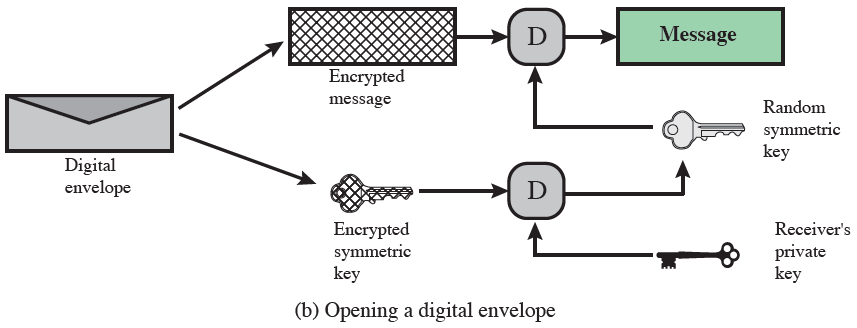 Encrypted
message
D
Message
Random
symmetric
key
Digital
envelope
Encrypted
symmetric
key
D
Receiver's
private
key
(b) Opening a digital envelope